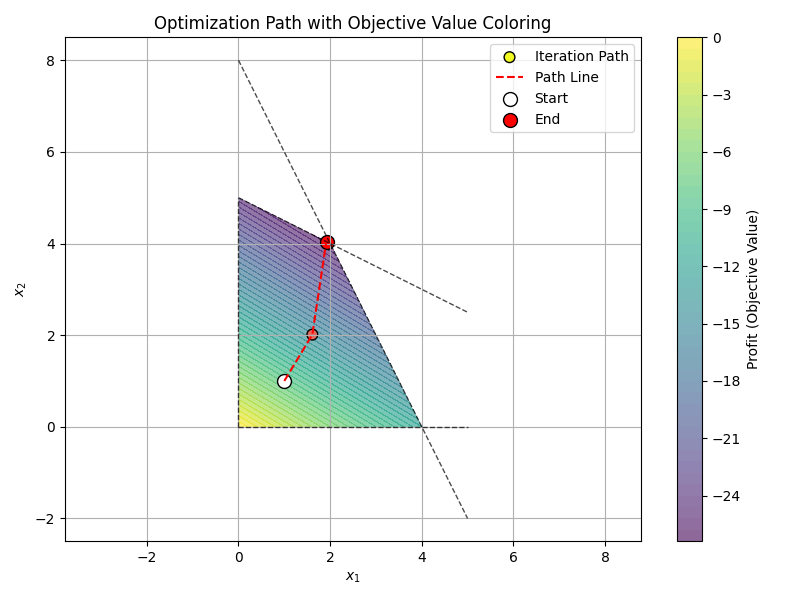 Optimization Path with Objective Value Coloring
Iteration Path
Path Line
Start
End
8
6
4
2
0
−2
x₂
−2
0
2
4
6
8
x₁
0
−3
−6
−9
−12
−15
−18
−21
−24
Profit (Objective Value)